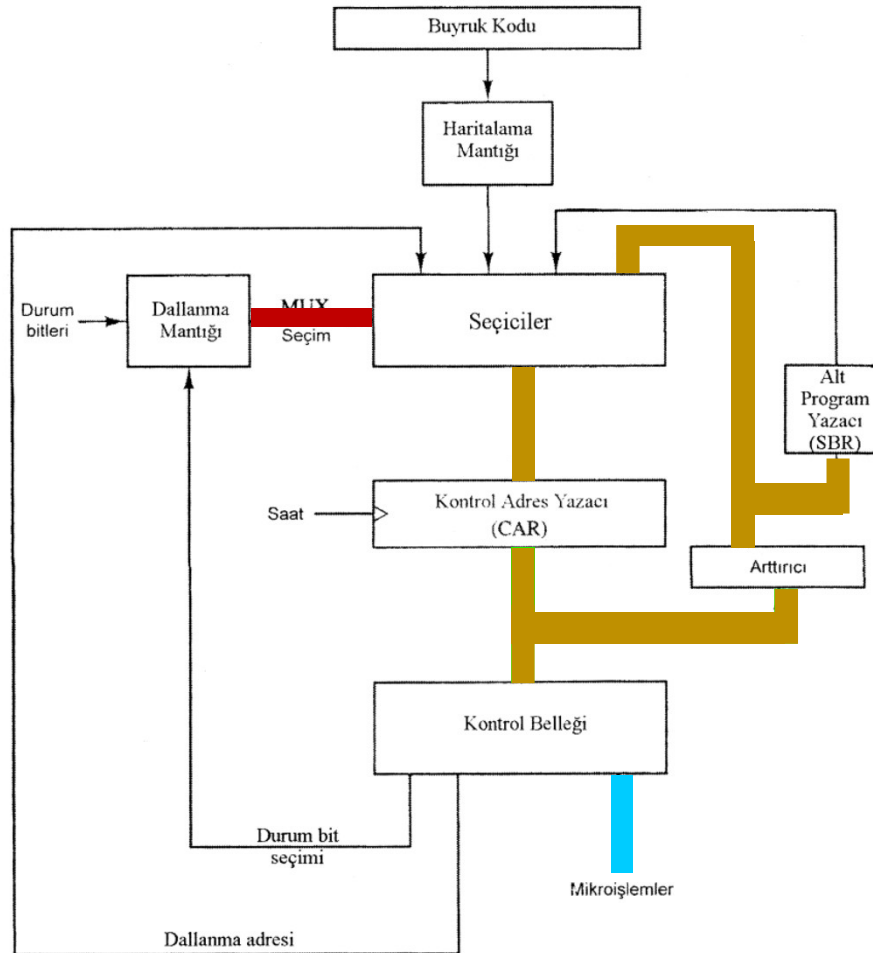 Buyruk Kodu
Haritalama
Mantığı
Durum
bitleri
Dallanma
Mantığı
MUX
Seçim
Seçiciler
Alt
Program
Yazacı
(SBR)
Saat
Kontrol Adres Yazacı
(CAR)
Arttırıcı
Kontrol Belleği
Durum bit
seçimi
Mikroişlemler
Dallanma adresi